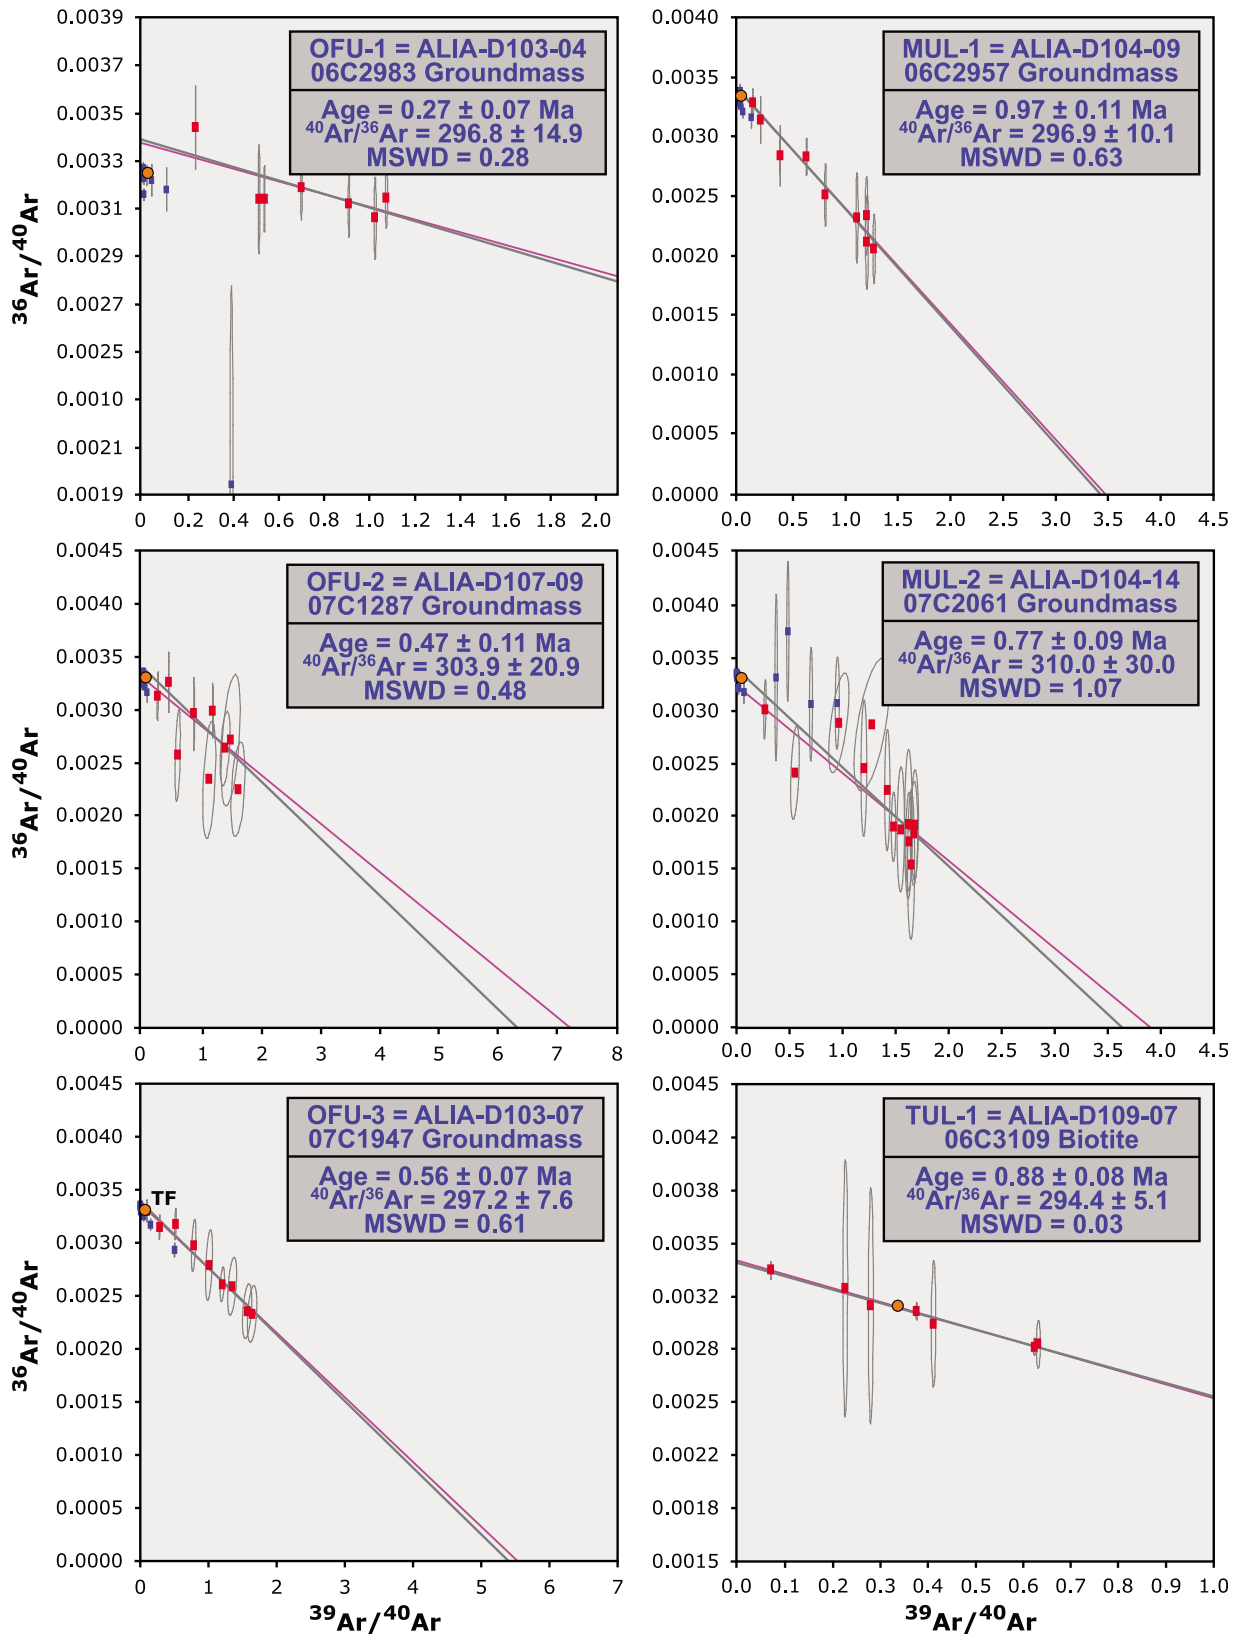 0.0039
0.0037
0.0035
0.0033
0.0031
0.0029
0.0027
0.0025
0.0010
0.0021
0.0019
36Ar/40Ar
OFU-1 = ALIA-D103-04
06C2983 Groundmass
Age = 0.27 ± 0.07 Ma
40Ar/36Ar = 296.8 ± 14.9
MSWD = 0.28
0 0.2 0.4 0.6 0.8 1.0 1.2 1.4 1.6 1.8 2.0
0.0040
0.0035
0.0030
0.0025
0.0020
0.0015
0.0010
0.0005
0.0000
MUL-1 = ALIA-D104-09
06C2957 Groundmass
Age = 0.97 ± 0.11 Ma
40Ar/36Ar = 296.9 ± 10.1
MSWD = 0.63
0.0 0.5 1.0 1.5 2.0 2.5 3.0 3.5 4.0 4.5
0.0045
0.0040
0.0035
0.0030
0.0025
0.0020
0.0015
0.0010
0.0005
0.0000
36Ar/40Ar
OFU-2 = ALIA-D107-09
07C1287 Groundmass
Age = 0.47 ± 0.11 Ma
40Ar/36Ar = 303.9 ± 20.9
MSWD = 0.48
0 1 2 3 4 5 6 7 8
0.0045
0.0040
0.0035
0.0030
0.0025
0.0020
0.0015
0.0010
0.0005
0.0000
MUL-2 = ALIA-D104-14
07C2061 Groundmass
Age = 0.77 ± 0.09 Ma
40Ar/36Ar = 310.0 ± 30.0
MSWD = 1.07
0.0 0.5 1.0 1.5 2.0 2.5 3.0 3.5 4.0 4.5
0.0045
0.0040
0.0035
0.0030
0.0025
0.0020
0.0015
0.0010
0.0005
0.0000
36Ar/40Ar
TF
OFU-3 = ALIA-D103-07
07C1947 Groundmass
Age = 0.56 ± 0.07 Ma
40Ar/36Ar = 297.2 ± 7.6
MSWD = 0.61
0 1 2 3 4 5 6 7
39Ar/40Ar
0.0045
0.0042
0.0038
0.0035
0.0032
0.0028
0.0025
0.0022
0.0018
0.0015
TUL-1 = ALIA-D109-07
06C3109 Biotite
Age = 0.88 ± 0.08 Ma
40Ar/36Ar = 294.4 ± 5.1
MSWD = 0.03
0.0 0.1 0.2 0.3 0.4 0.5 0.6 0.7 0.8 0.9 1.0
39Ar/40Ar